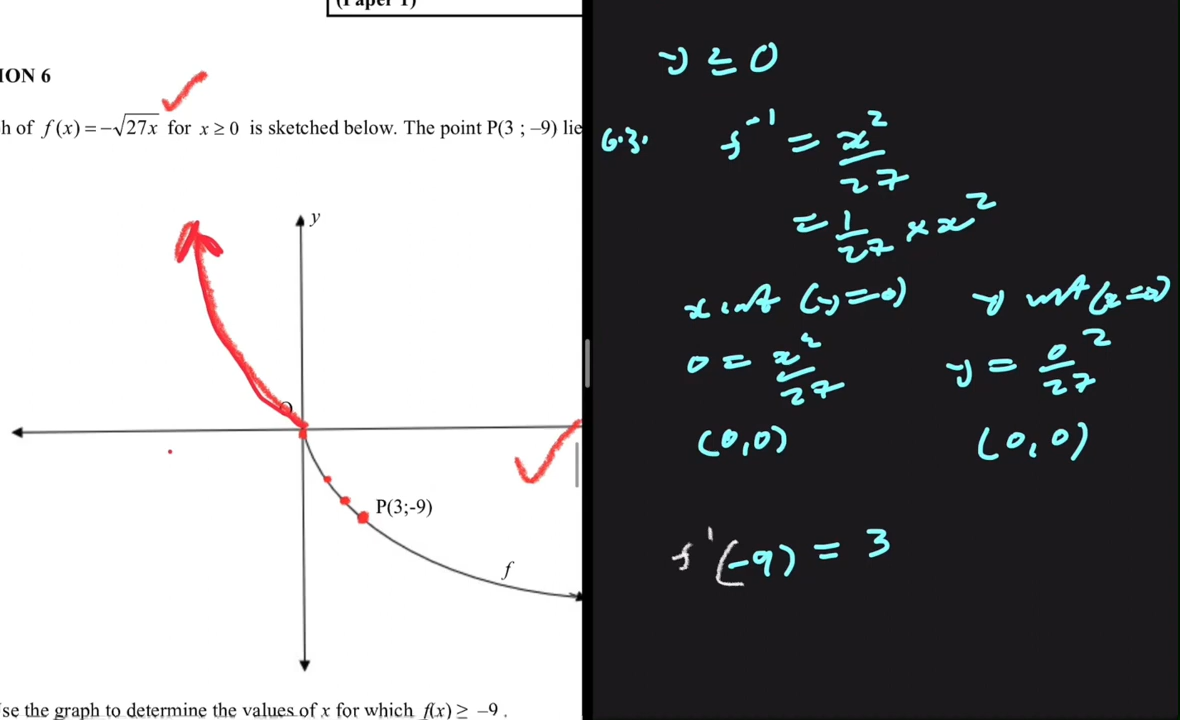 (Paper 1)
ION 6
h of f(x) = −√27x for x ≥ 0 is sketched below. The point P(3 ; −9) lie
y
O
P(3;-9)
f
se the graph to determine the values of x for which f(x) ≥ −9 .
y ≥ 0
6.3. f⁻¹ = x²/27
= 1/27 × x²
x int (y=0) y int (x=0)
0 = x²/27 y = 0²/27
(0,0) (0,0)
f'(-9) = 3